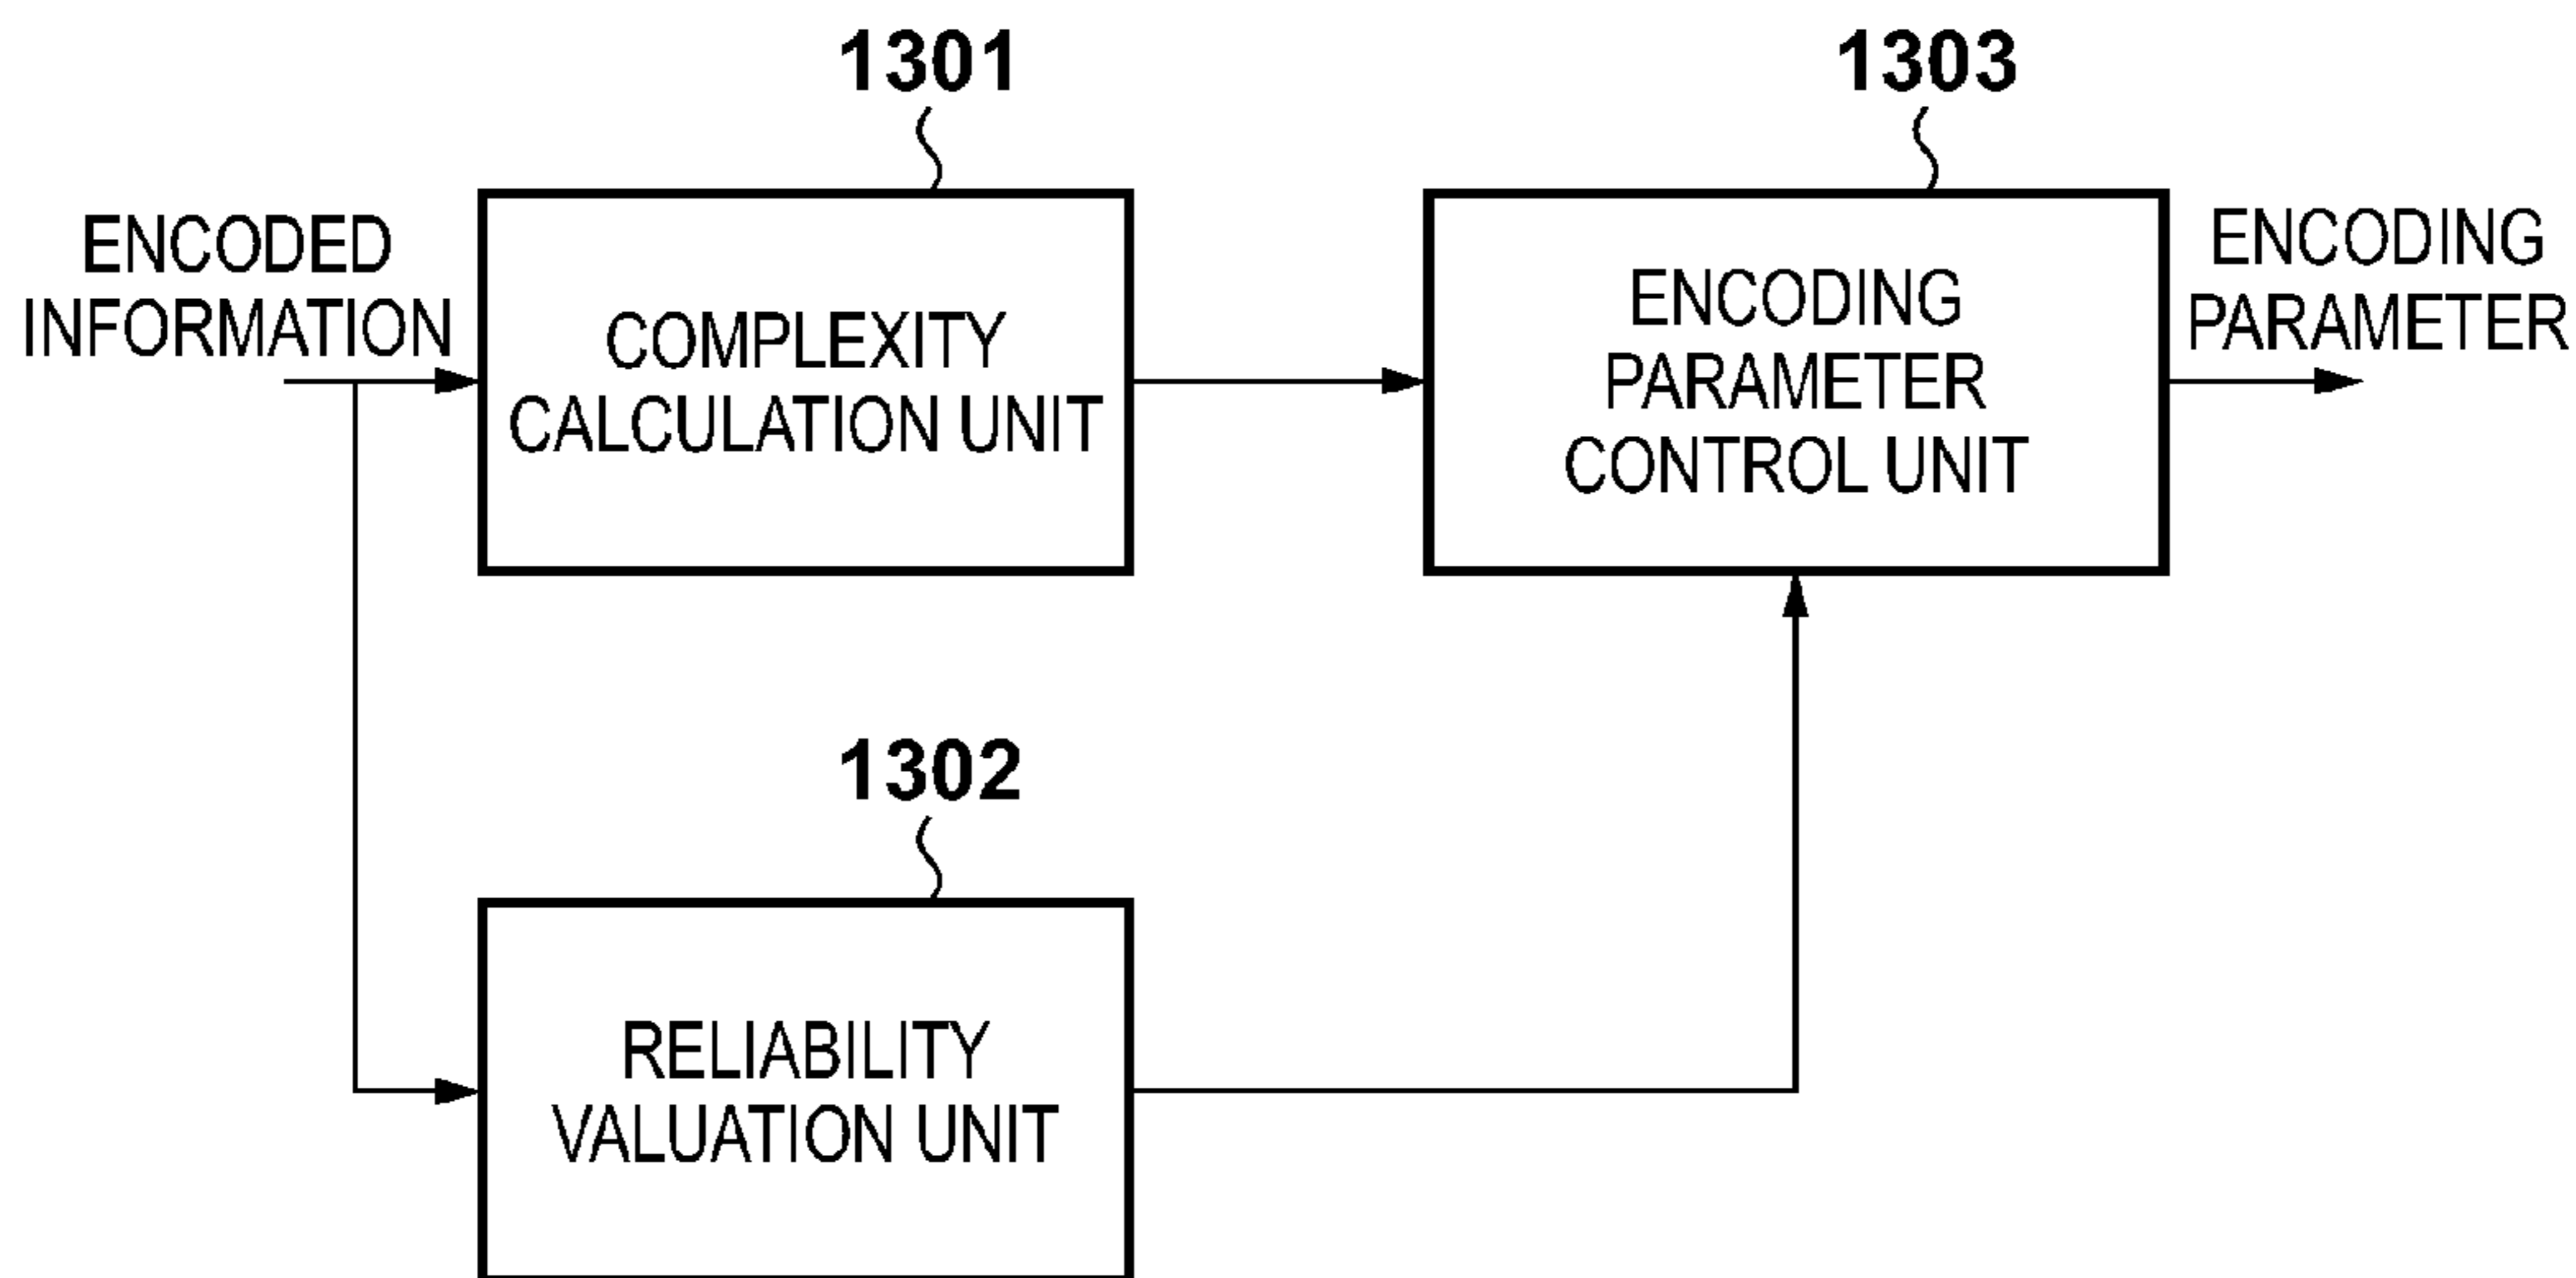 1301
1303
ENCODED
INFORMATION
COMPLEXITY
CALCULATION UNIT
ENCODING
PARAMETER
CONTROL UNIT
ENCODING
PARAMETER
1302
RELIABILITY
VALUATION UNIT